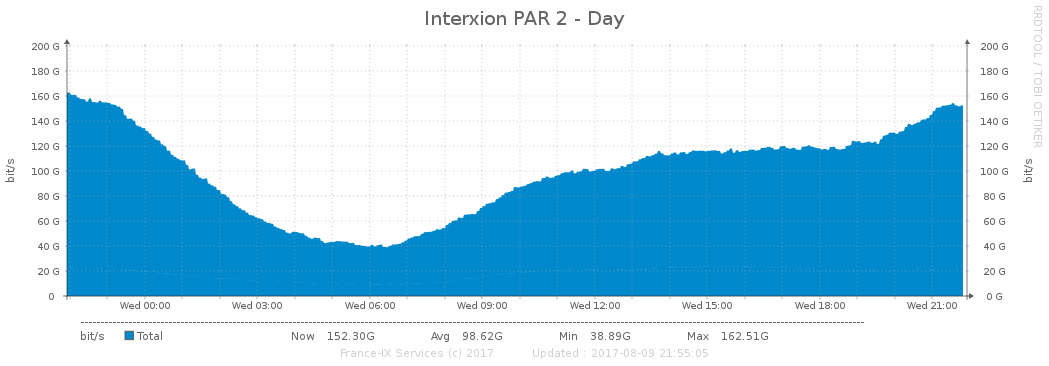 Interxion PAR 2 - Day
RRDTOOL / TOBI OETIKER
bit/s
bit/s
200 G 200 G
180 G 180 G
160 G 160 G
140 G 140 G
120 G 120 G
100 G 100 G
80 G 80 G
60 G 60 G
40 G 40 G
20 G 20 G
0 0 G
Wed 00:00 Wed 03:00 Wed 06:00 Wed 09:00 Wed 12:00 Wed 15:00 Wed 18:00 Wed 21:00
bit/s Total Now 152.30G Avg 98.62G Min 38.89G Max 162.51G
France-IX Services (c) 2017 Updated : 2017-08-09 21:55:05